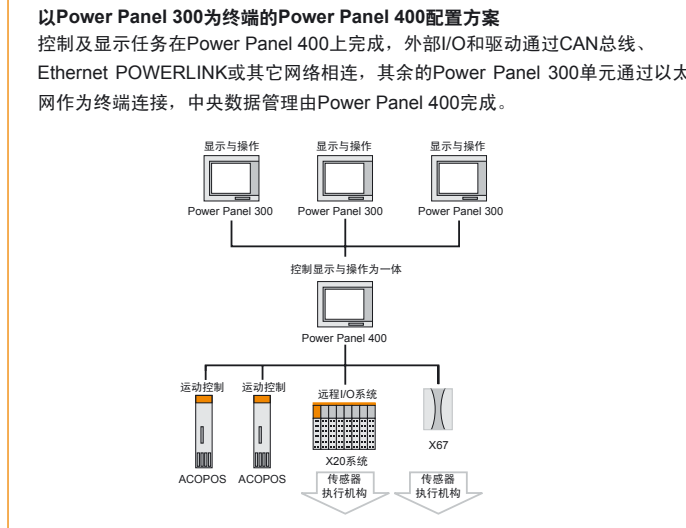 以Power Panel 300为终端的Power Panel 400配置方案
控制及显示任务在Power Panel 400上完成，外部I/O和驱动通过CAN总线、
Ethernet POWERLINK或其它网络相连，其余的Power Panel 300单元通过以太
网作为终端连接，中央数据管理由Power Panel 400完成。
显示与操作 显示与操作 显示与操作
Power Panel 300 Power Panel 300 Power Panel 300
控制显示与操作为一体
Power Panel 400
运动控制 运动控制 远程I/O系统
X67
X20系统
ACOPOS ACOPOS 传感器 传感器
执行机构 执行机构